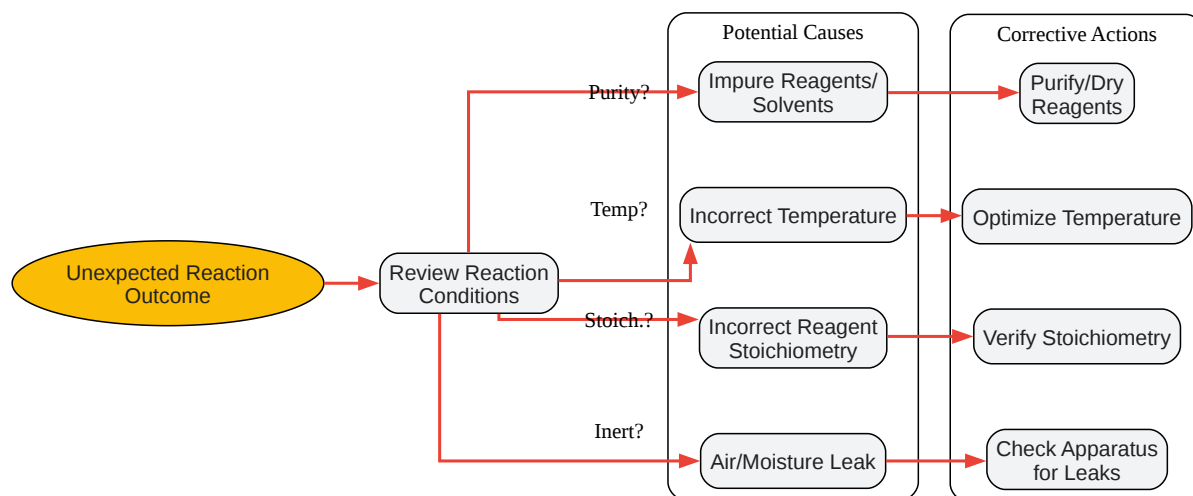 Potential Causes
Corrective Actions
Purity?
Impure Reagents/
Solvents
Purify/Dry
Reagents
Temp?
Incorrect Temperature
Optimize Temperature
Unexpected Reaction
Outcome
Review Reaction
Conditions
Stoich.?
Incorrect Reagent
Stoichiometry
Verify Stoichiometry
Inert?
Air/Moisture Leak
Check Apparatus
for Leaks